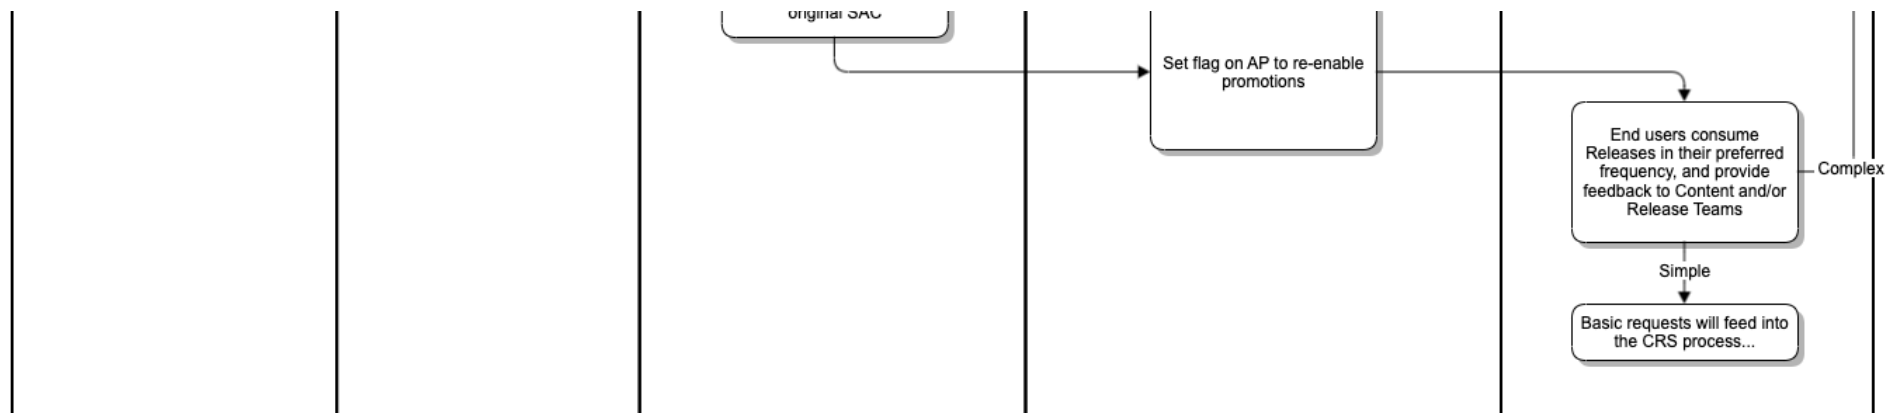 original SAC
Set flag on AP to re-enable
promotions
End users consume
Releases in their preferred
frequency, and provide
feedback to Content and/or
Release Teams
Complex
Simple
Basic requests will feed into
the CRS process...